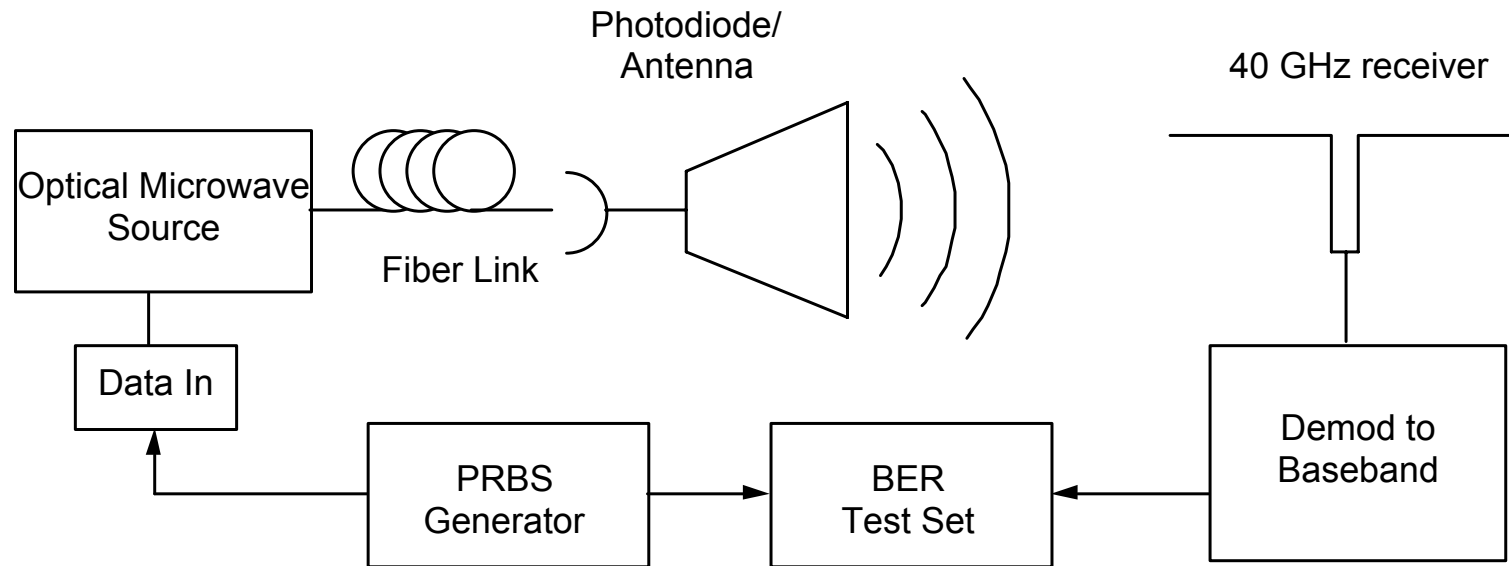 Photodiode/
Antenna
40 GHz receiver
Optical Microwave
Source
Fiber Link
Data In
PRBS
Generator
BER
Test Set
Demod to
Baseband